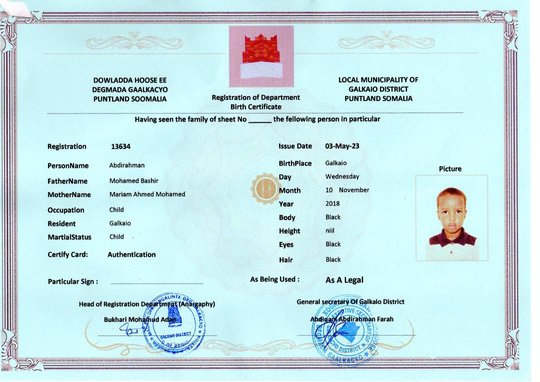 DOWLADDA HOOSE EE
DEGMADA GAALKACYO
PUNTLAND SOOMALIA
Registration of Department
Birth Certificate
LOCAL MUNICIPALITY OF
GALKAIO DISTRICT
PUNTLAND SOMALIA
Having seen the family of sheet No ______ the fellowing person in particular
Registration 13634
Issue Date 03-May-23
PersonName Abdirahman
BirthPlace Galkaio
FatherName Mohamed Bashir
Day Wednesday
MotherName Mariam Ahmed Mohamed
Month 10 November
Year 2018
Occupation Child
Body Black
Resident Galkaio
Height niil
MartialStatus Child
Eyes Black
Hair Black
Picture
Certify Card: Authentication
Particular Sign :
As Being Used : As A Legal
Head of Registration Department (Anargaphy)
Bukhari Mohamud Adan
General secretary Of Galkaio District
Abdigani Abdirahman Farah
GALKAIO DISTRICT